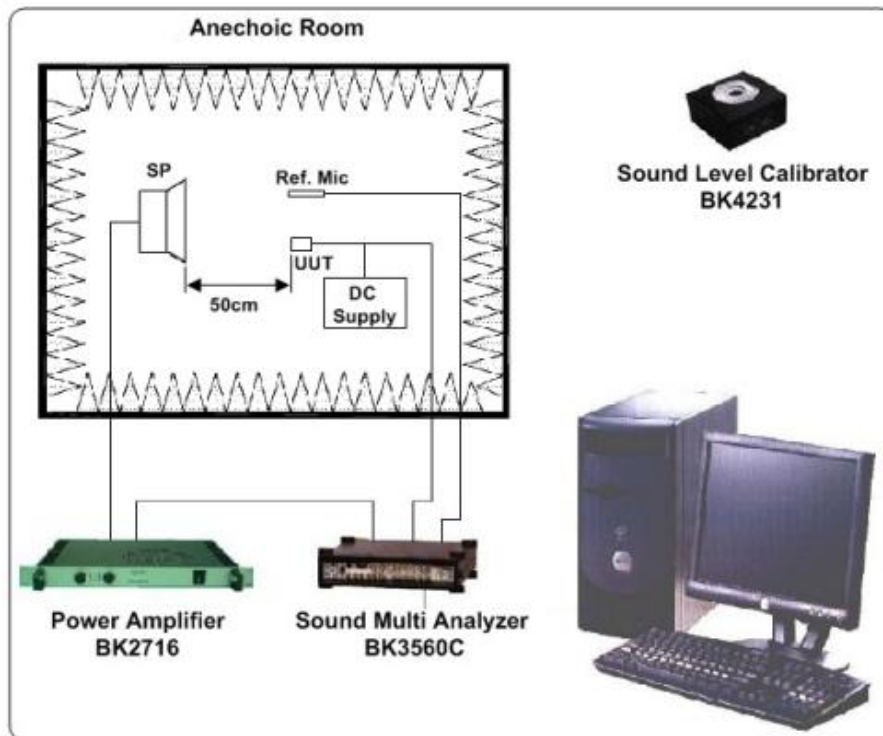 Anechoic Room
SP
Ref. Mic
UUT
50cm
DC
Supply
Sound Level Calibrator
BK4231
Power Amplifier
BK2716
Sound Multi Analyzer
BK3560C